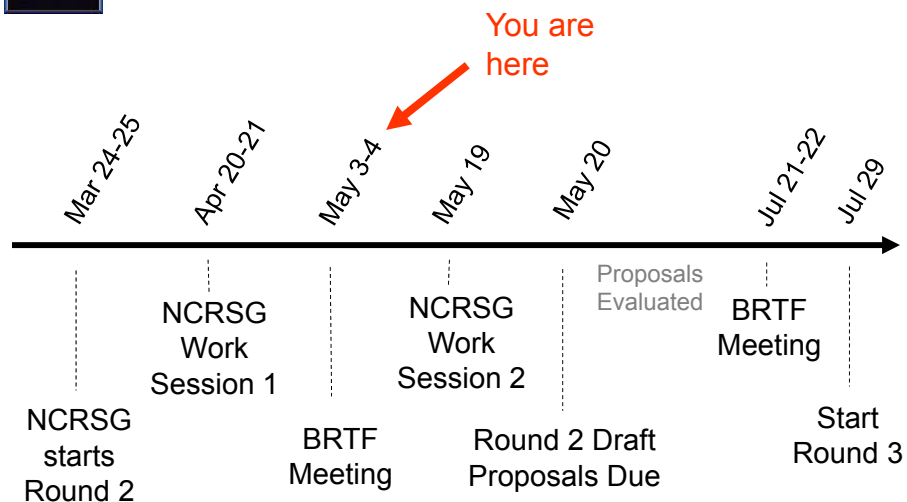 You are
here
Mar 24-25
Apr 20-21
May 3-4
May 19
May 20
Jul 21-22
Jul 29
Proposals
Evaluated
NCRSG
Work
Session 1
NCRSG
Work
Session 2
BRTF
Meeting
NCRSG
starts
Round 2
BRTF
Meeting
Round 2 Draft
Proposals Due
Start
Round 3